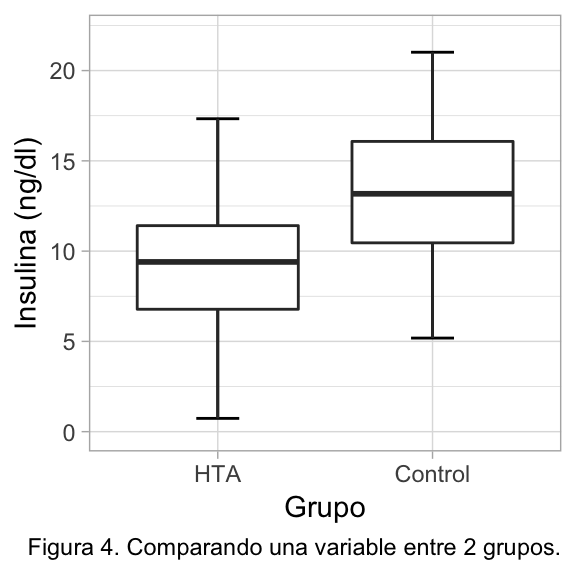 Insulina (ng/dl)
20
15
10
5
0
HTA Control
Grupo
Figura 4. Comparando una variable entre 2 grupos.